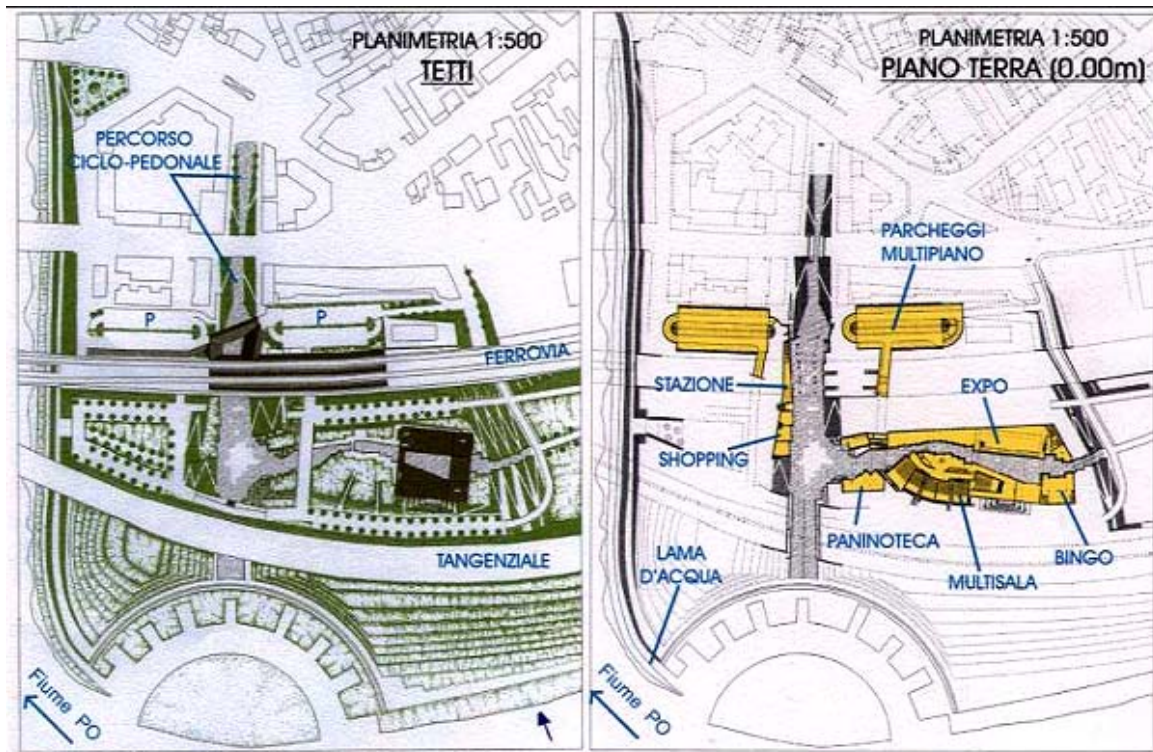 PLANIMETRIA 1:500
TETTI
PERCORSO
CICLO-PEDONALE
P
P
FERROVIA
TANGENZIALE
Fiume PO
PLANIMETRIA 1:500
PIANO TERRA (0.00m)
PARCHEGGI
MULTIPIANO
STAZIONE
EXPO
SHOPPING
PANINOTECA
BINGO
LAMA
D'ACQUA
MULTISALA
Fiume PO